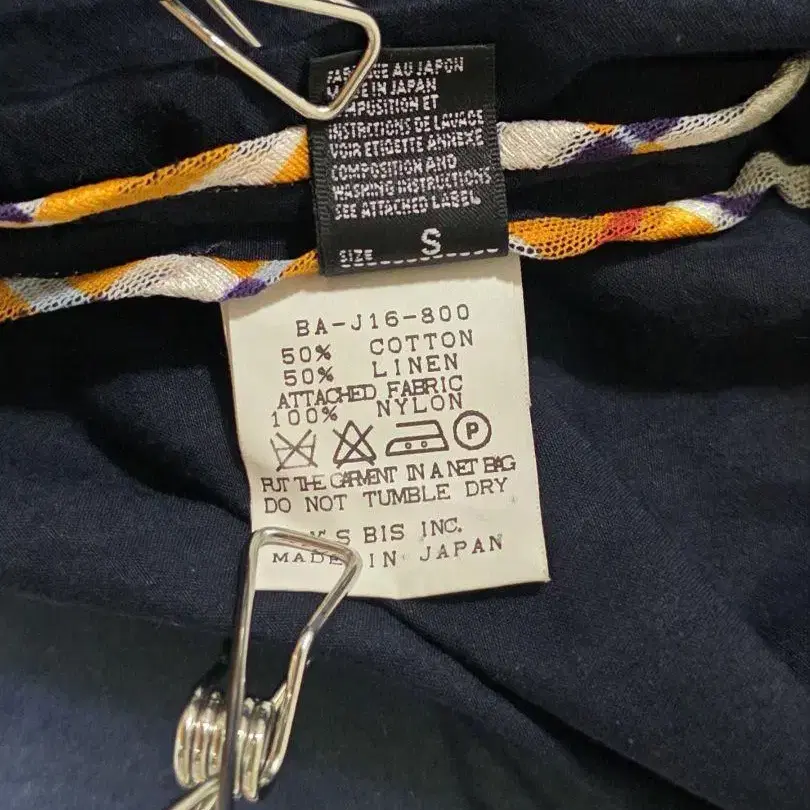 AU JAPON
IN JAPAN
ET
INSTRUCTIONS DE LAVAGE
VOIR ETIQUETTE ANNEXE
COMPOSITION AND
WASHING INSTRUCTIONS
SEE ATTACHED LABEL
SIZE S
BA-J16-800
50% COTTON
50% LINEN
ATTACHED FABRIC
100% NYLON
P
PUT THE GARMENT IN A NET BAG
DO NOT TUMBLE DRY
S BIS INC.
MADE IN JAPAN